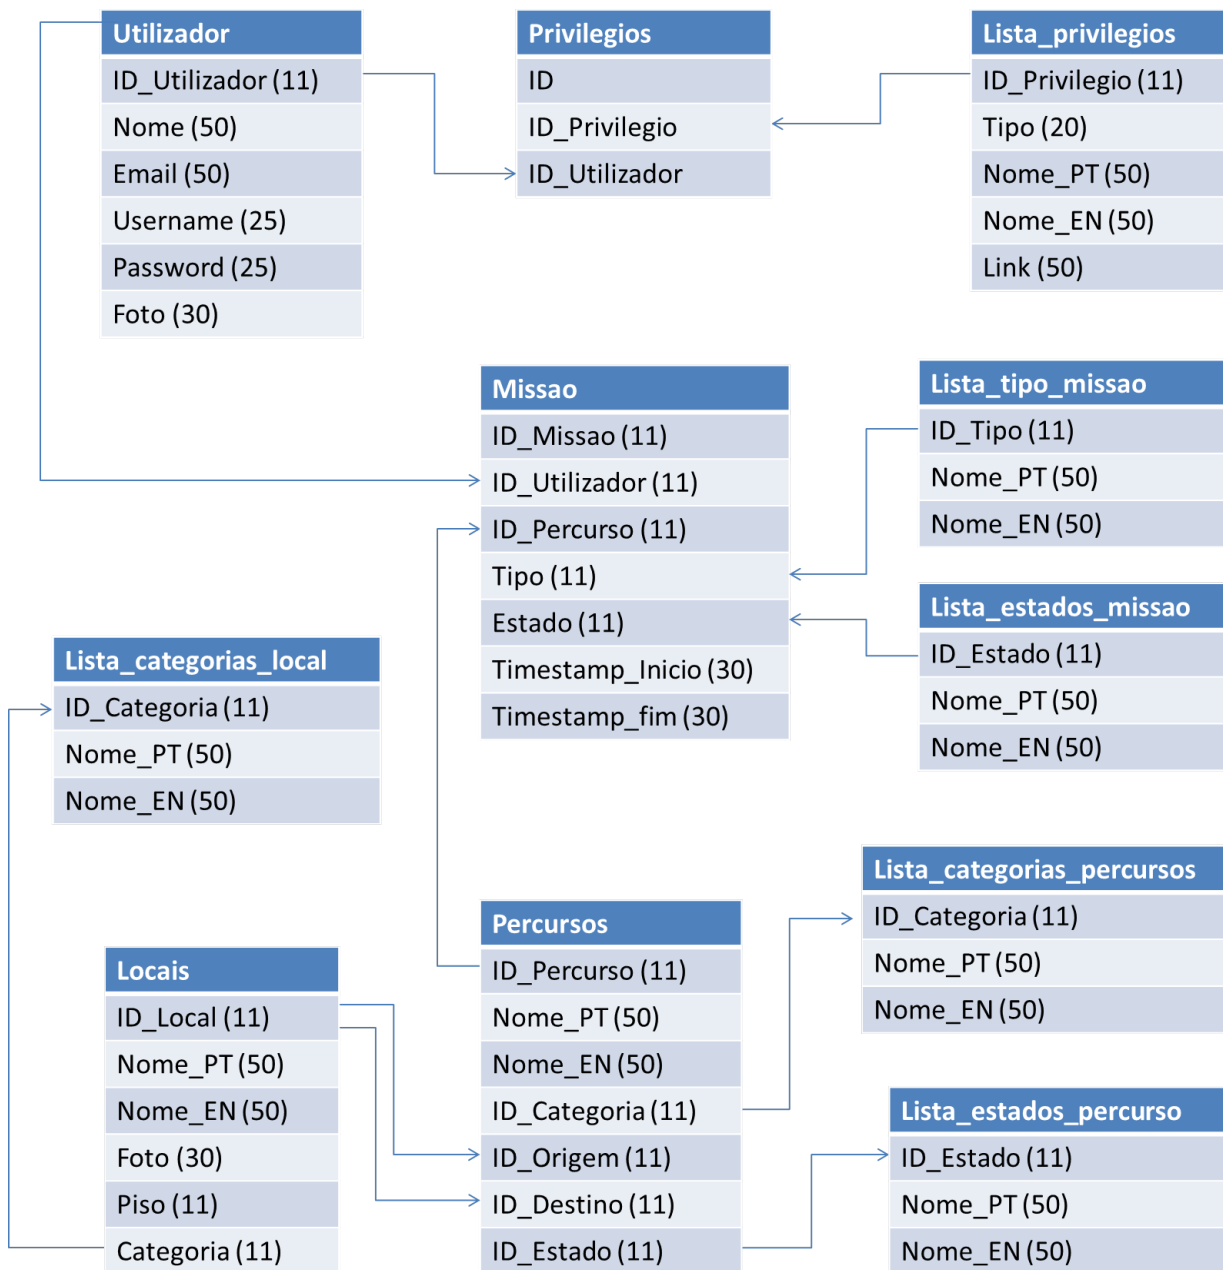 Utilizador
ID_Utilizador (11)
Nome (50)
Email (50)
Username (25)
Password (25)
Foto (30)
Privilegios
ID
ID_Privilegio
ID_Utilizador
Lista_privilegios
ID_Privilegio (11)
Tipo (20)
Nome_PT (50)
Nome_EN (50)
Link (50)
Missao
ID_Missao (11)
ID_Utilizador (11)
ID_Percurso (11)
Tipo (11)
Estado (11)
Timestamp_Inicio (30)
Timestamp_fim (30)
Lista_tipo_missao
ID_Tipo (11)
Nome_PT (50)
Nome_EN (50)
Lista_estados_missao
ID_Estado (11)
Nome_PT (50)
Nome_EN (50)
Lista_categorias_local
ID_Categoria (11)
Nome_PT (50)
Nome_EN (50)
Locais
ID_Local (11)
Nome_PT (50)
Nome_EN (50)
Foto (30)
Piso (11)
Categoria (11)
Percursos
ID_Percurso (11)
Nome_PT (50)
Nome_EN (50)
ID_Categoria (11)
ID_Origem (11)
ID_Destino (11)
ID_Estado (11)
Lista_categorias_percursos
ID_Categoria (11)
Nome_PT (50)
Nome_EN (50)
Lista_estados_percurso
ID_Estado (11)
Nome_PT (50)
Nome_EN (50)